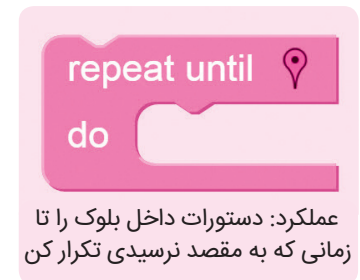 repeat until
do
عملکرد: دستورات داخل بلوک را تا
زمانی که به مقصد نرسیدی تکرار کن